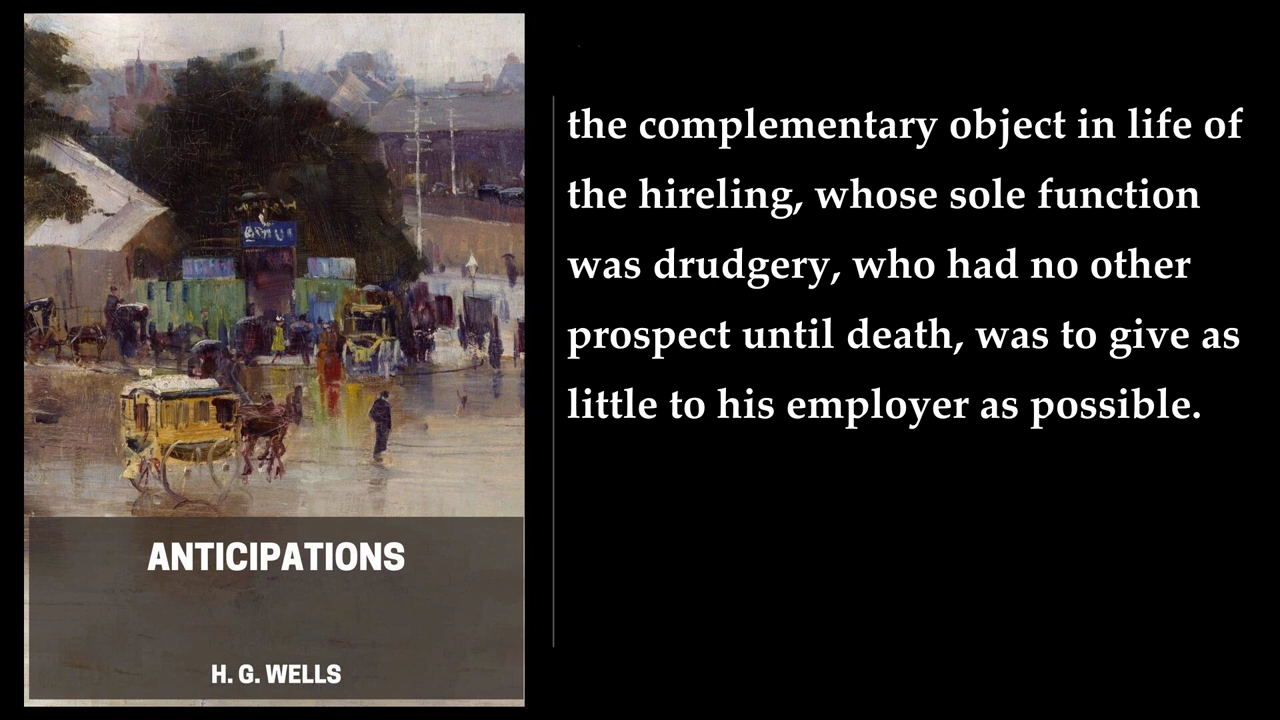 the complementary object in life of
the hireling, whose sole function
was drudgery, who had no other
prospect until death, was to give as
little to his employer as possible.
ANTICIPATIONS
H. G. WELLS